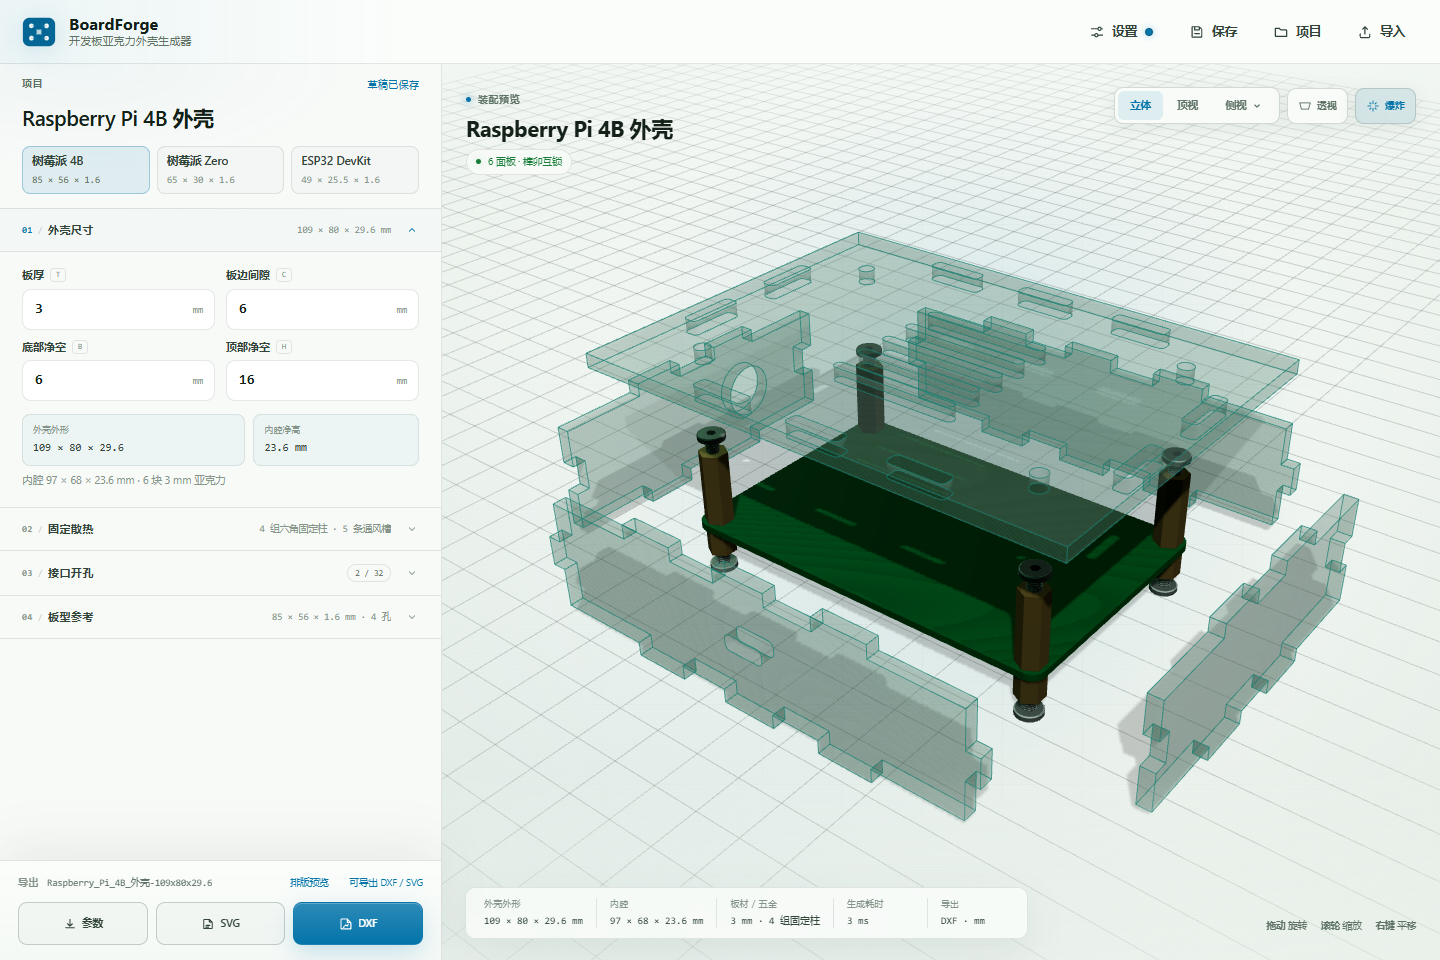 BoardForge
开发板亚克力外壳生成器
设置
保存
项目
导入
项目
草稿已保存
Raspberry Pi 4B 外壳
树莓派 4B
85 × 56 × 1.6
树莓派 Zero
65 × 30 × 1.6
ESP32 DevKit
49 × 25.5 × 1.6
01 / 外壳尺寸
109 × 80 × 29.6 mm
板厚 T
板边间隙 C
3 mm
6 mm
底部净空 B
顶部净空 H
6 mm
16 mm
外壳外形
109 × 80 × 29.6
内腔净高
23.6 mm
内腔 97 × 68 × 23.6 mm · 6 块 3 mm 亚克力
02 / 固定散热
4 组六角固定柱 · 5 条通风槽
03 / 接口开孔
2 / 32
04 / 板型参考
85 × 56 × 1.6 mm · 4 孔
导出 Raspberry_Pi_4B_外壳-109x80x29.6
排版预览
可导出 DXF / SVG
参数
SVG
DXF
装配预览
Raspberry Pi 4B 外壳
6 面板 · 榫卯互锁
立体
顶视
侧视
透视
爆炸
外壳外形
109 × 80 × 29.6 mm
内腔
97 × 68 × 23.6 mm
板材 / 五金
3 mm · 4 组固定柱
生成耗时
3 ms
导出
DXF · mm
拖动 旋转
滚轮 缩放
右键 平移